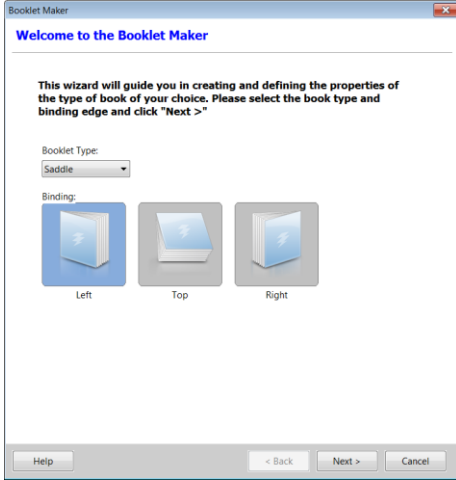 Booklet Maker
Welcome to the Booklet Maker
This wizard will guide you in creating and defining the properties of
the type of book of your choice. Please select the book type and
binding edge and click "Next >"
Booklet Type:
Saddle
Binding:
Left Top Right
Help < Back Next > Cancel